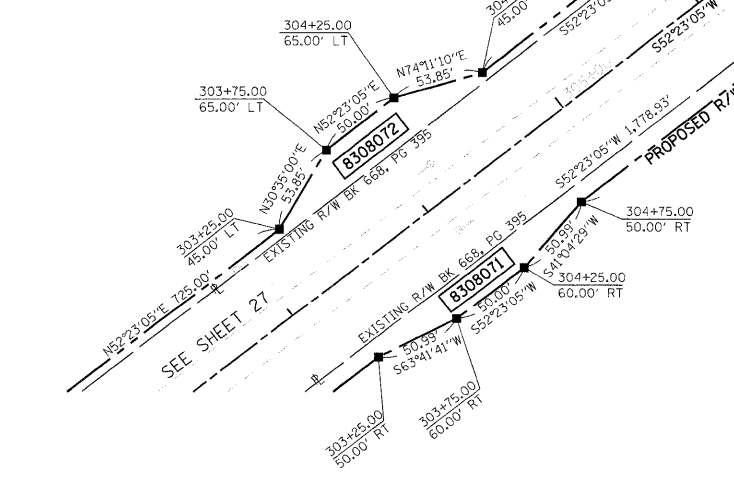 304+25.00
65.00' LT
45.00'
S52°23'05"W
S52°23'05"W
N74°11'10"E
53.85'
303+75.00
65.00' LT
N52°23'05"E
50.00'
8308072
S52°23'05"W 1,778.93'
PROPOSED R/W
N30°35'00"E
53.85'
EXISTING R/W BK 668, PG 395
303+25.00
45.00' LT
304+75.00
50.00' RT
50.99'
S41°04'29"W
EXISTING R/W BK 668, PG 395
8308071
304+25.00
60.00' RT
50.00'
S52°23'05"W
N52°23'05"E 725.00'
SEE SHEET 27
50.99'
S63°41'41"W
303+25.00
50.00' RT
303+75.00
60.00' RT